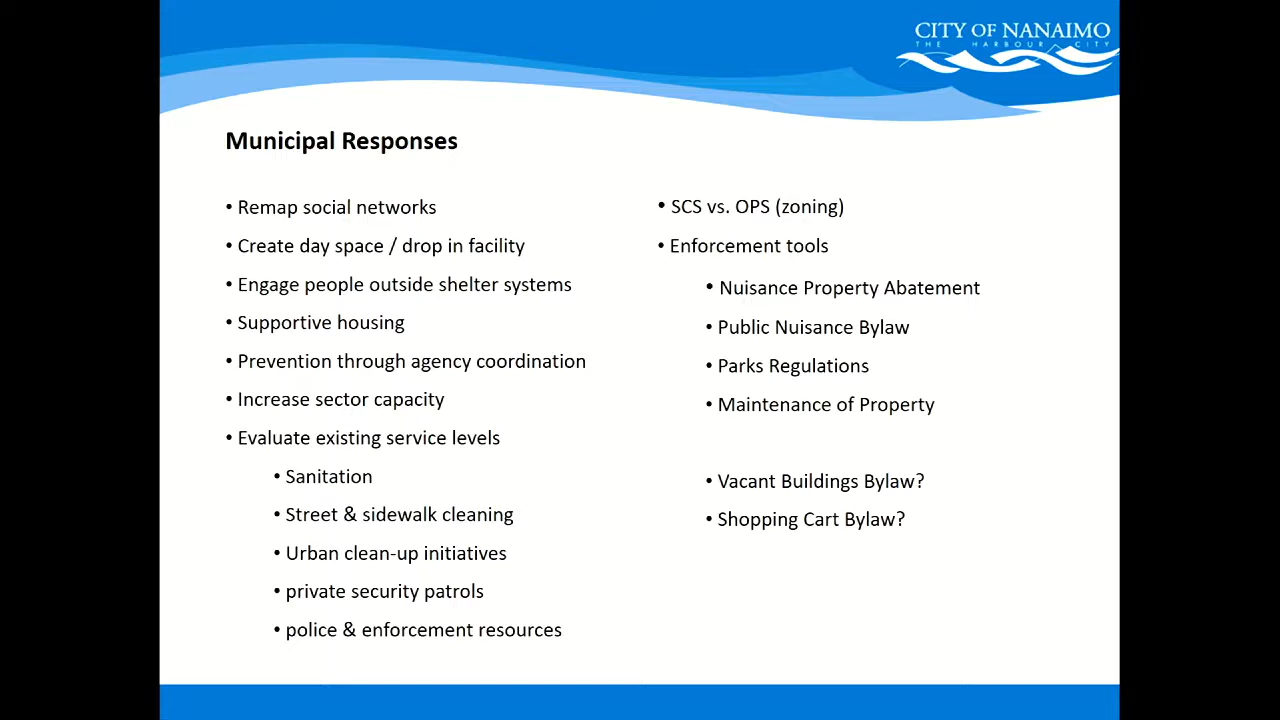 CITY OF NANAIMO
THE HARBOUR CITY
Municipal Responses
• Remap social networks
• Create day space / drop in facility
• Engage people outside shelter systems
• Supportive housing
• Prevention through agency coordination
• Increase sector capacity
• Evaluate existing service levels
• Sanitation
• Street & sidewalk cleaning
• Urban clean-up initiatives
• private security patrols
• police & enforcement resources
• SCS vs. OPS (zoning)
• Enforcement tools
• Nuisance Property Abatement
• Public Nuisance Bylaw
• Parks Regulations
• Maintenance of Property
• Vacant Buildings Bylaw?
• Shopping Cart Bylaw?